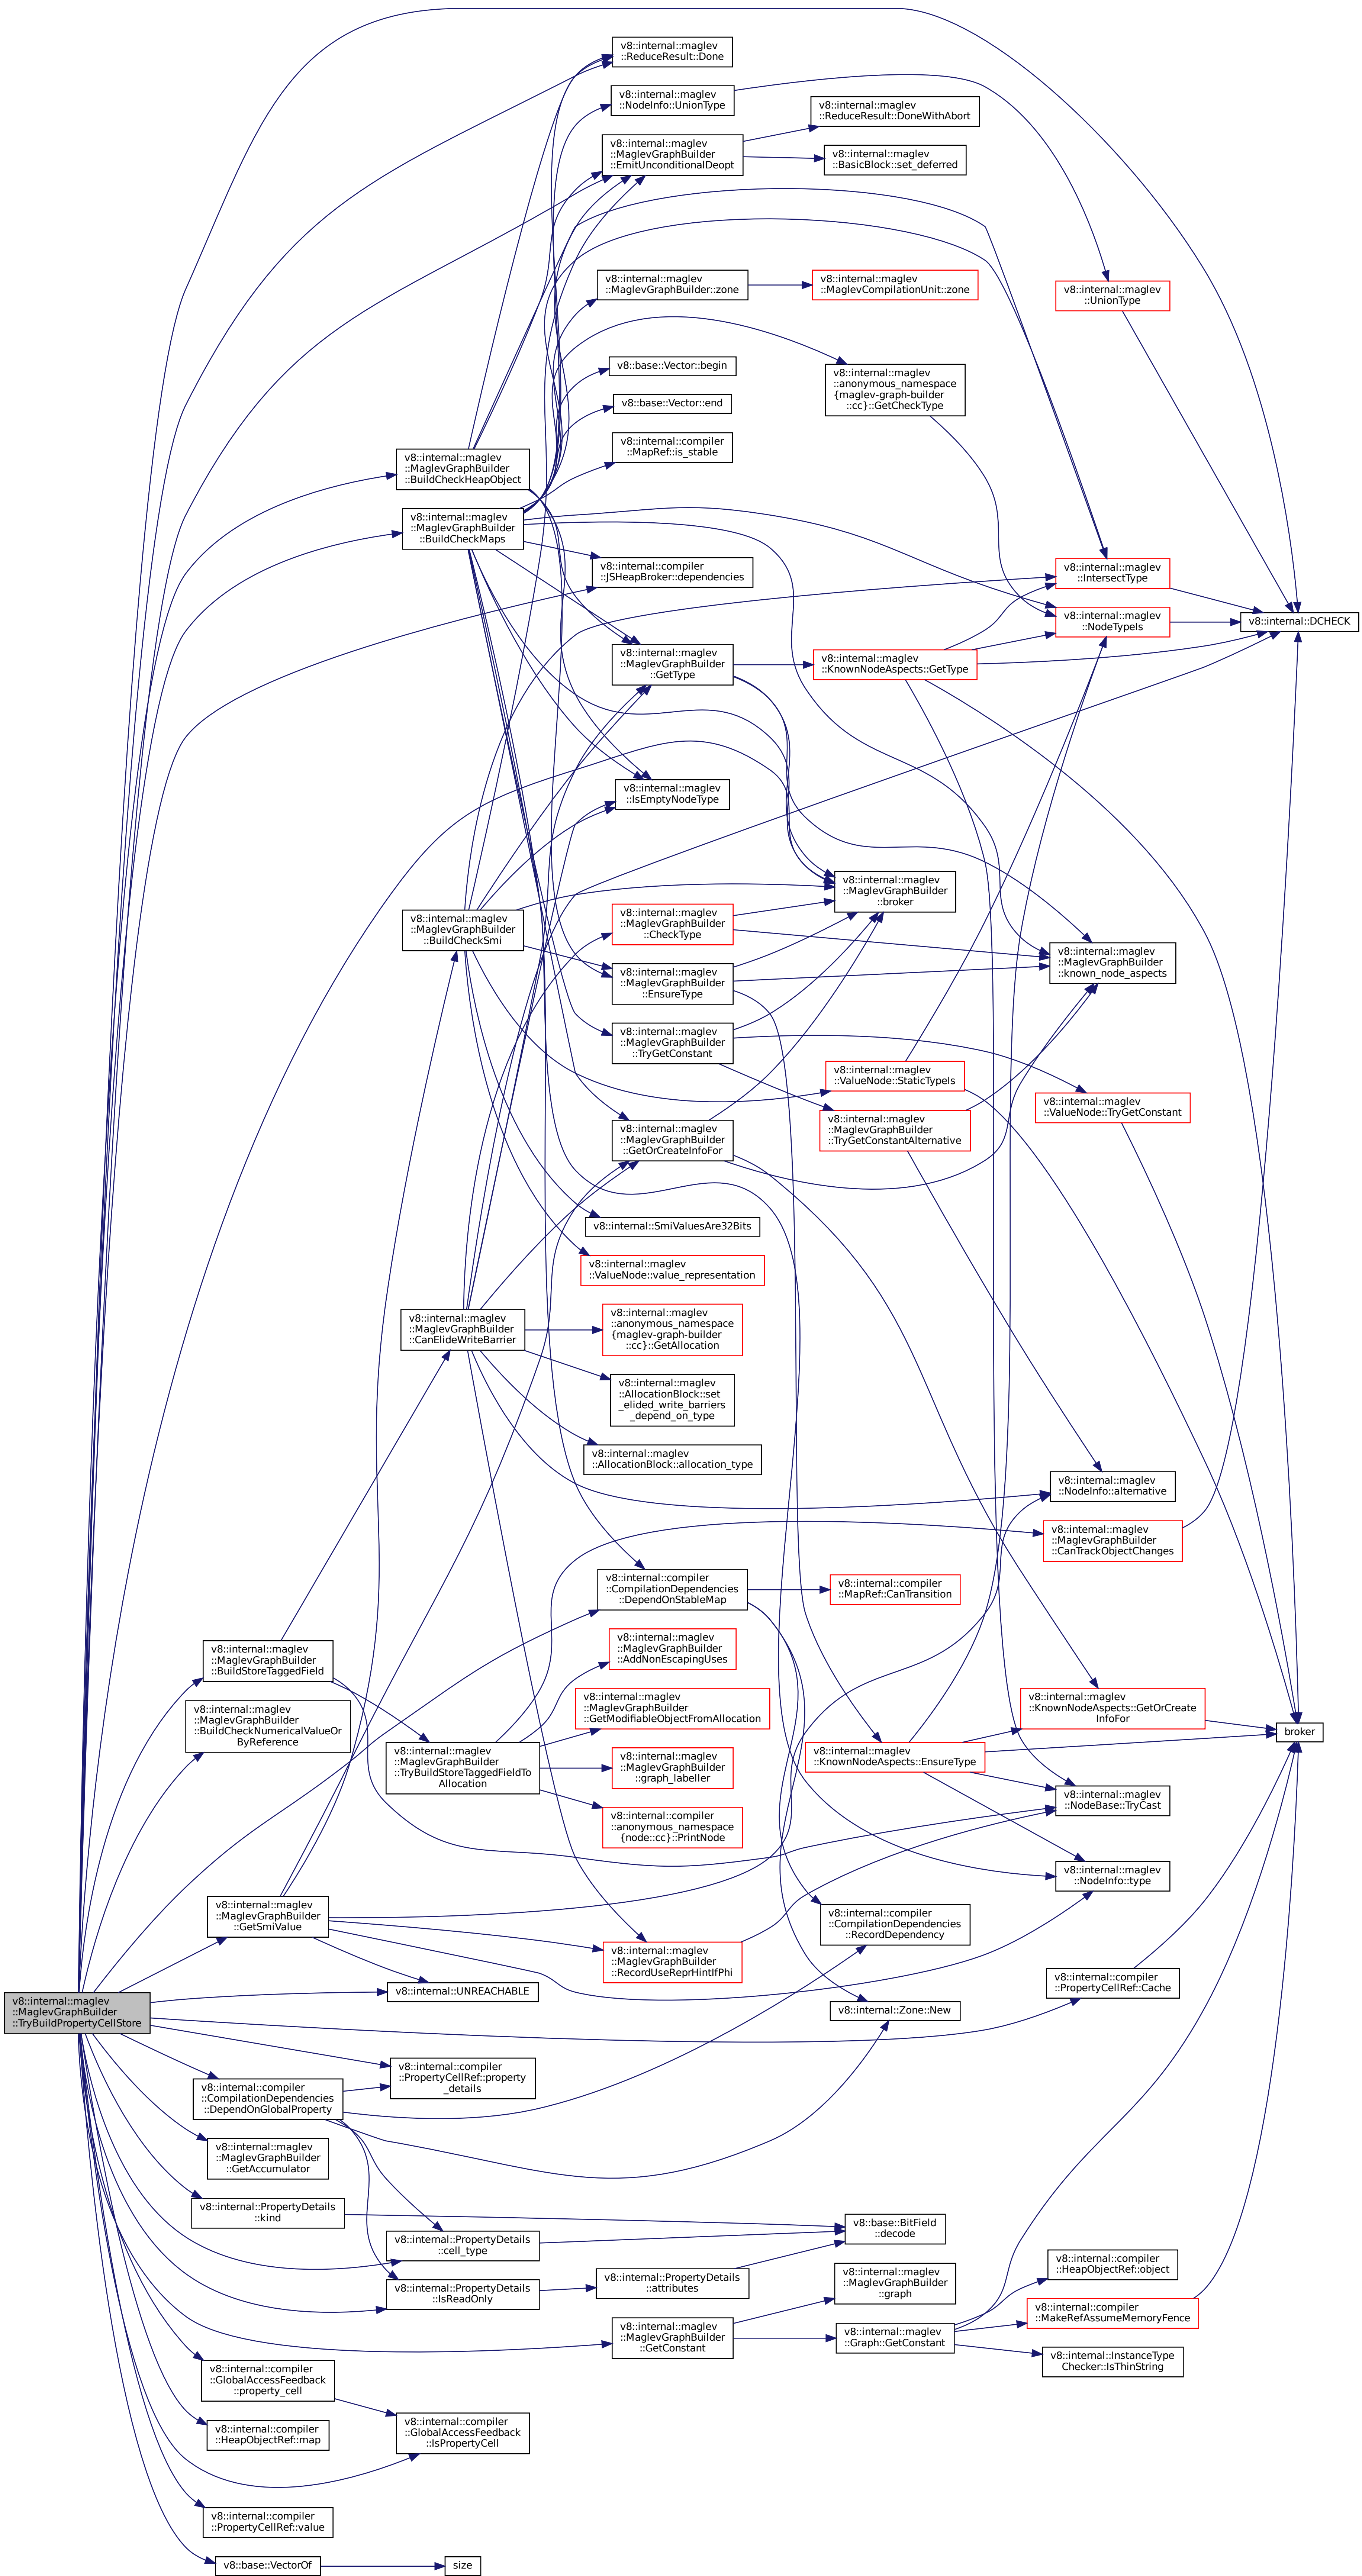 v8::internal::maglev
::ReduceResult::Done
v8::internal::maglev
::NodeInfo::UnionType
v8::internal::maglev
::ReduceResult::DoneWithAbort
v8::internal::maglev
::MaglevGraphBuilder
::EmitUnconditionalDeopt
v8::internal::maglev
::BasicBlock::set_deferred
v8::internal::maglev
::MaglevGraphBuilder::zone
v8::internal::maglev
::MaglevCompilationUnit::zone
v8::internal::maglev
::UnionType
v8::base::Vector::begin
v8::internal::maglev
::anonymous_namespace
{maglev-graph-builder
::cc}::GetCheckType
v8::base::Vector::end
v8::internal::compiler
::MapRef::is_stable
v8::internal::maglev
::MaglevGraphBuilder
::BuildCheckHeapObject
v8::internal::maglev
::MaglevGraphBuilder
::BuildCheckMaps
v8::internal::compiler
::JSHeapBroker::dependencies
v8::internal::maglev
::IntersectType
v8::internal::maglev
::NodeTypeIs
v8::internal::DCHECK
v8::internal::maglev
::MaglevGraphBuilder
::GetType
v8::internal::maglev
::KnownNodeAspects::GetType
v8::internal::maglev
::IsEmptyNodeType
v8::internal::maglev
::MaglevGraphBuilder
::broker
v8::internal::maglev
::MaglevGraphBuilder
::BuildCheckSmi
v8::internal::maglev
::MaglevGraphBuilder
::CheckType
v8::internal::maglev
::MaglevGraphBuilder
::known_node_aspects
v8::internal::maglev
::MaglevGraphBuilder
::EnsureType
v8::internal::maglev
::MaglevGraphBuilder
::TryGetConstant
v8::internal::maglev
::ValueNode::StaticTypeIs
v8::internal::maglev
::ValueNode::TryGetConstant
v8::internal::maglev
::MaglevGraphBuilder
::TryGetConstantAlternative
v8::internal::maglev
::MaglevGraphBuilder
::GetOrCreateInfoFor
v8::internal::SmiValuesAre32Bits
v8::internal::maglev
::ValueNode::value_representation
v8::internal::maglev
::MaglevGraphBuilder
::CanElideWriteBarrier
v8::internal::maglev
::anonymous_namespace
{maglev-graph-builder
::cc}::GetAllocation
v8::internal::maglev
::AllocationBlock::set
_elided_write_barriers
_depend_on_type
v8::internal::maglev
::AllocationBlock::allocation_type
v8::internal::maglev
::NodeInfo::alternative
v8::internal::maglev
::MaglevGraphBuilder
::CanTrackObjectChanges
v8::internal::compiler
::CompilationDependencies
::DependOnStableMap
v8::internal::compiler
::MapRef::CanTransition
v8::internal::maglev
::MaglevGraphBuilder
::BuildStoreTaggedField
v8::internal::maglev
::MaglevGraphBuilder
::AddNonEscapingUses
v8::internal::maglev
::MaglevGraphBuilder
::BuildCheckNumericalValueOr
ByReference
v8::internal::maglev
::MaglevGraphBuilder
::GetModifiableObjectFromAllocation
v8::internal::maglev
::KnownNodeAspects::GetOrCreate
InfoFor
broker
v8::internal::maglev
::MaglevGraphBuilder
::TryBuildStoreTaggedFieldTo
Allocation
v8::internal::maglev
::MaglevGraphBuilder
::graph_labeller
v8::internal::maglev
::KnownNodeAspects::EnsureType
v8::internal::maglev
::NodeBase::TryCast
v8::internal::compiler
::anonymous_namespace
{node::cc}::PrintNode
v8::internal::maglev
::NodeInfo::type
v8::internal::maglev
::MaglevGraphBuilder
::GetSmiValue
v8::internal::compiler
::CompilationDependencies
::RecordDependency
v8::internal::maglev
::MaglevGraphBuilder
::RecordUseReprHintIfPhi
v8::internal::compiler
::PropertyCellRef::Cache
v8::internal::UNREACHABLE
v8::internal::maglev
::MaglevGraphBuilder
::TryBuildPropertyCellStore
v8::internal::Zone::New
v8::internal::compiler
::PropertyCellRef::property
_details
v8::internal::compiler
::CompilationDependencies
::DependOnGlobalProperty
v8::internal::maglev
::MaglevGraphBuilder
::GetAccumulator
v8::internal::PropertyDetails
::kind
v8::base::BitField
::decode
v8::internal::PropertyDetails
::cell_type
v8::internal::PropertyDetails
::IsReadOnly
v8::internal::PropertyDetails
::attributes
v8::internal::maglev
::MaglevGraphBuilder
::graph
v8::internal::compiler
::HeapObjectRef::object
v8::internal::compiler
::MakeRefAssumeMemoryFence
v8::internal::maglev
::MaglevGraphBuilder
::GetConstant
v8::internal::maglev
::Graph::GetConstant
v8::internal::InstanceType
Checker::IsThinString
v8::internal::compiler
::GlobalAccessFeedback
::property_cell
v8::internal::compiler
::HeapObjectRef::map
v8::internal::compiler
::GlobalAccessFeedback
::IsPropertyCell
v8::internal::compiler
::PropertyCellRef::value
v8::base::VectorOf
size